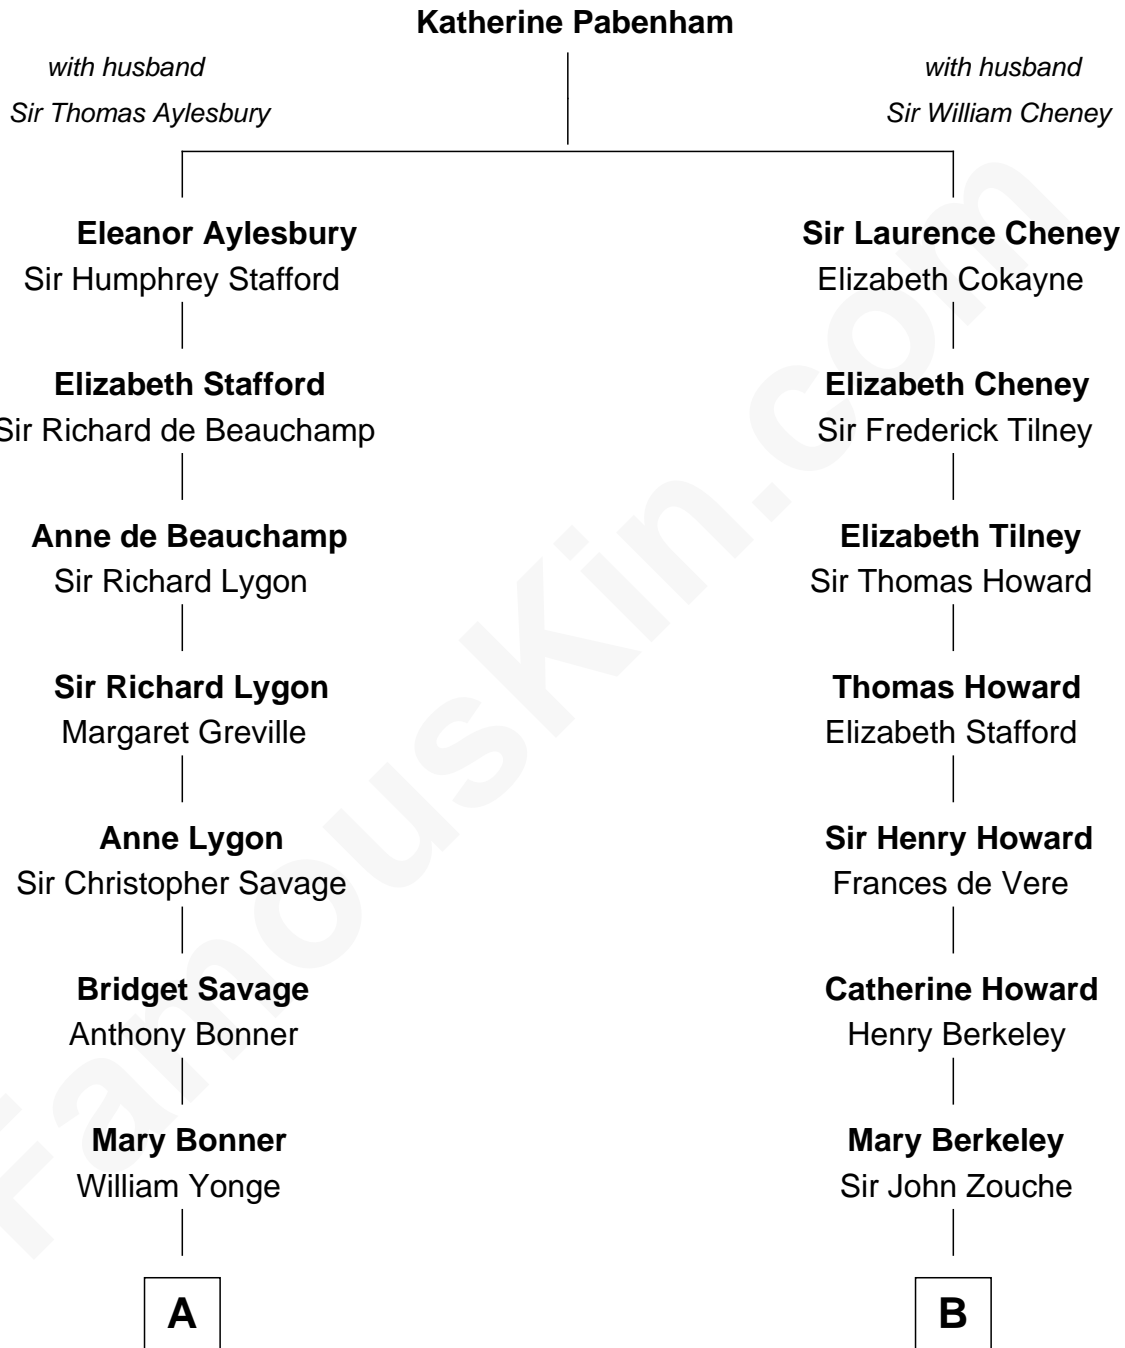 Katherine Pabenham
with husband
Sir Thomas Aylesbury
with husband
Sir William Cheney
Eleanor Aylesbury
Sir Humphrey Stafford
Sir Laurence Cheney
Elizabeth Cokayne
Elizabeth Stafford
Sir Richard de Beauchamp
Elizabeth Cheney
Sir Frederick Tilney
Anne de Beauchamp
Sir Richard Lygon
Elizabeth Tilney
Sir Thomas Howard
Sir Richard Lygon
Margaret Greville
Thomas Howard
Elizabeth Stafford
Anne Lygon
Sir Christopher Savage
Sir Henry Howard
Frances de Vere
Bridget Savage
Anthony Bonner
Catherine Howard
Henry Berkeley
Mary Bonner
William Yonge
Mary Berkeley
Sir John Zouche
A
B
FamousKin.com